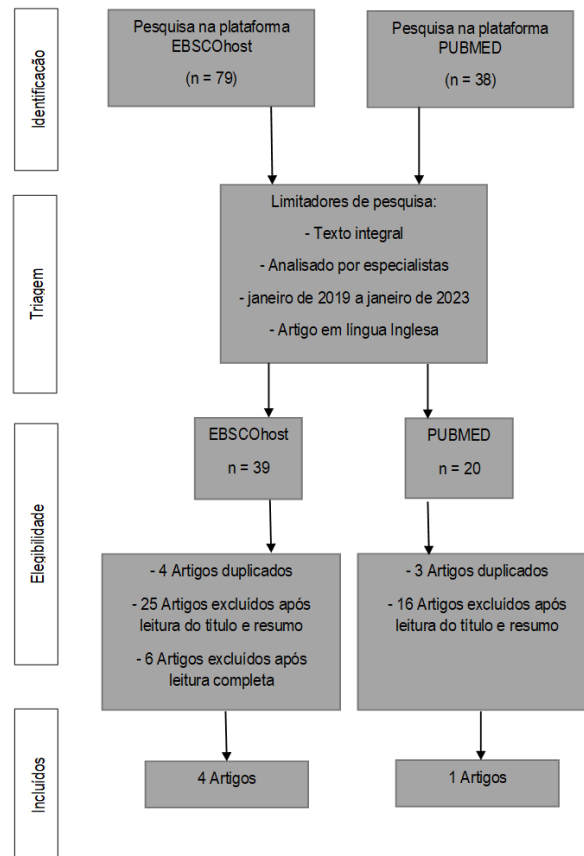 Identificação
Pesquisa na plataforma
EBSCOhost
(n = 79)
Pesquisa na plataforma
PUBMED
(n = 38)
Triagem
Limitadores de pesquisa:
- Texto integral
- Analisado por especialistas
- janeiro de 2019 a janeiro de 2023
- Artigo em língua Inglesa
Elegibilidade
EBSCOhost
n = 39
PUBMED
n = 20
- 4 Artigos duplicados
- 25 Artigos excluídos após
leitura do título e resumo
- 6 Artigos excluídos após
leitura completa
- 3 Artigos duplicados
- 16 Artigos excluídos após
leitura do título e resumo
Incluídos
4 Artigos
1 Artigos